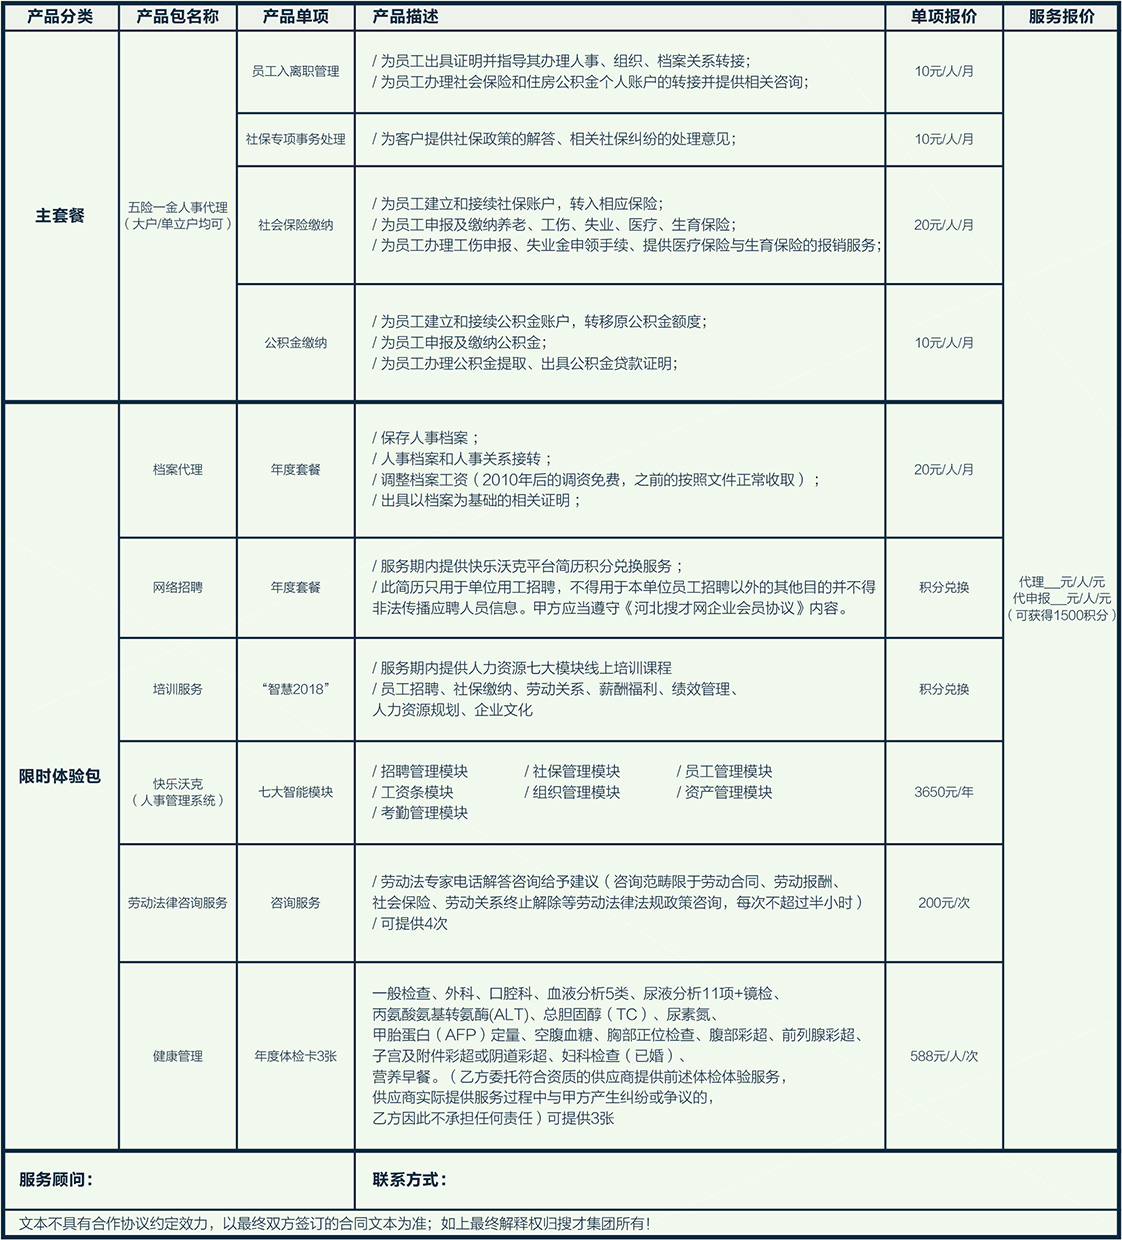 产品分类 产品包名称 产品单项 产品描述 单项报价 服务报价
主套餐
五险一金人事代理
（大户/单立户均可）
员工入离职管理
/ 为员工出具证明并指导其办理人事、组织、档案关系转接；
/ 为员工办理社会保险和住房公积金个人账户的转接并提供相关咨询；
10元/人/月
社保专项事务处理
/ 为客户提供社保政策的解答、相关社保纠纷的处理意见；
10元/人/月
社会保险缴纳
/ 为员工建立和接续社保账户，转入相应保险；
/ 为员工申报及缴纳养老、工伤、失业、医疗、生育保险；
/ 为员工办理工伤申报、失业金申领手续、提供医疗保险与生育保险的报销服务；
20元/人/月
公积金缴纳
/ 为员工建立和接续公积金账户，转移原公积金额度；
/ 为员工申报及缴纳公积金；
/ 为员工办理公积金提取、出具公积金贷款证明；
10元/人/月
限时体验包
档案代理
年度套餐
/ 保存人事档案；
/ 人事档案和人事关系接转；
/ 调整档案工资（2010年后的调资免费，之前的按照文件正常收取）；
/ 出具以档案为基础的相关证明；
20元/人/月
网络招聘
年度套餐
/ 服务期内提供快乐沃克平台简历积分兑换服务；
/ 此简历只用于单位用工招聘，不得用于本单位员工招聘以外的其他目的并不得
非法传播应聘人员信息。甲方应当遵守《河北搜才网企业会员协议》内容。
积分兑换
代理__元/人/元
代申报__元/人/元
（可获得1500积分）
培训服务
“智慧2018”
/ 服务期内提供人力资源七大模块线上培训课程
/ 员工招聘、社保缴纳、劳动关系、薪酬福利、绩效管理、
人力资源规划、企业文化
积分兑换
快乐沃克
（人事管理系统）
七大智能模块
/ 招聘管理模块 / 社保管理模块 / 员工管理模块
/ 工资条模块 / 组织管理模块 / 资产管理模块
/ 考勤管理模块
3650元/年
劳动法律咨询服务
咨询服务
/ 劳动法专家电话解答咨询给予建议（咨询范畴限于劳动合同、劳动报酬、
社会保险、劳动关系终止解除等劳动法律法规政策咨询，每次不超过半小时）
/ 可提供4次
200元/次
健康管理
年度体检卡3张
一般检查、外科、口腔科、血液分析5类、尿液分析11项+镜检、
丙氨酸氨基转氨酶(ALT)、总胆固醇（TC）、尿素氮、
甲胎蛋白（AFP）定量、空腹血糖、胸部正位检查、腹部彩超、前列腺彩超、
子宫及附件彩超或阴道彩超、妇科检查（已婚）、
营养早餐。（乙方委托符合资质的供应商提供前述体检体验服务，
供应商实际提供服务过程中与甲方产生纠纷或争议的，
乙方因此不承担任何责任）可提供3张
588元/人/次
服务顾问： 联系方式：
文本不具有合作协议约定效力，以最终双方签订的合同文本为准；如上最终解释权归搜才集团所有！